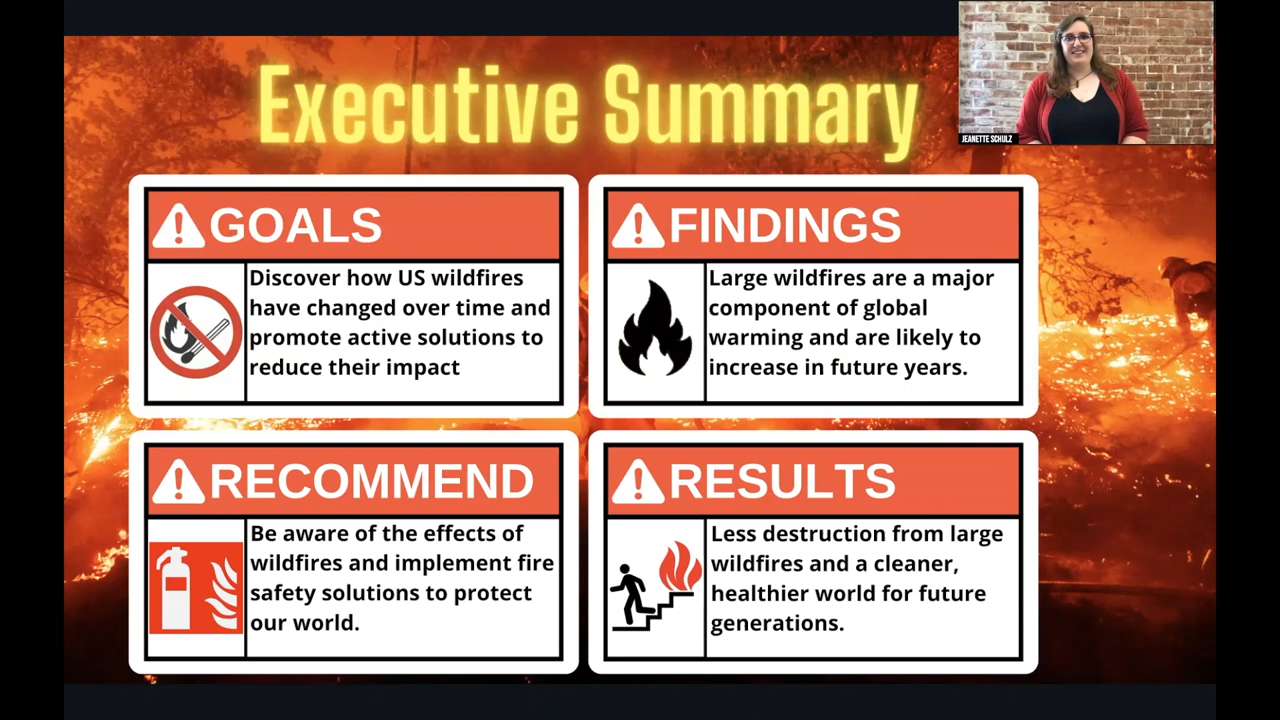 Executive Summary
JEANETTE SCHULZ
GOALS
Discover how US wildfires
have changed over time and
promote active solutions to
reduce their impact
FINDINGS
Large wildfires are a major
component of global
warming and are likely to
increase in future years.
RECOMMEND
Be aware of the effects of
wildfires and implement fire
safety solutions to protect
our world.
RESULTS
Less destruction from large
wildfires and a cleaner,
healthier world for future
generations.